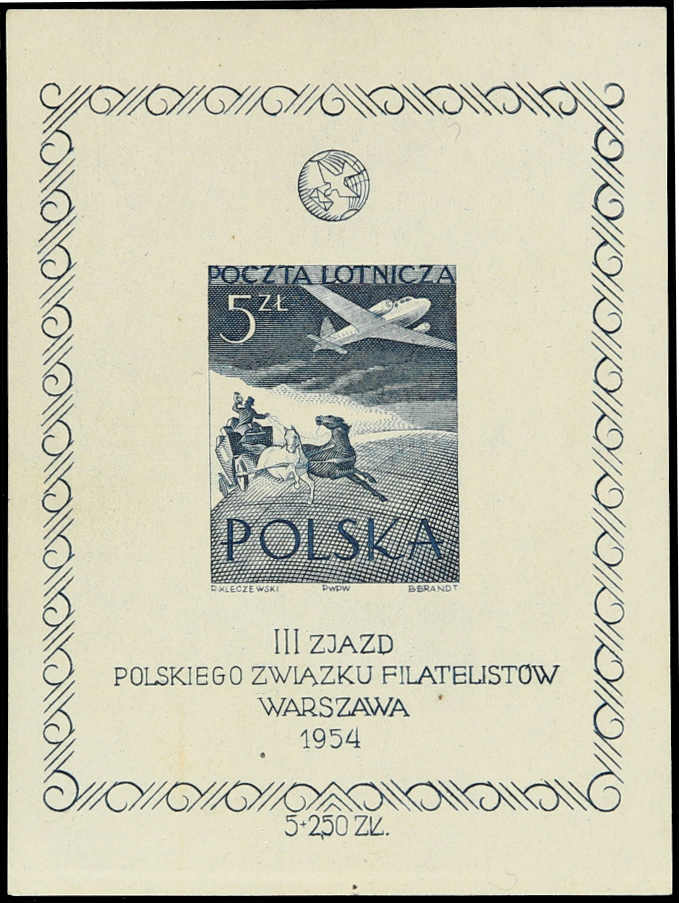 POCZTA LOTNICZA
5 ZŁ
POLSKA
R.KLECZEWSKI PWPW B.BRANDT
III ZJAZD
POLSKIEGO ZWIĄZKU FILATELISTÓW
WARSZAWA
1954
5+2,50 ZŁ.